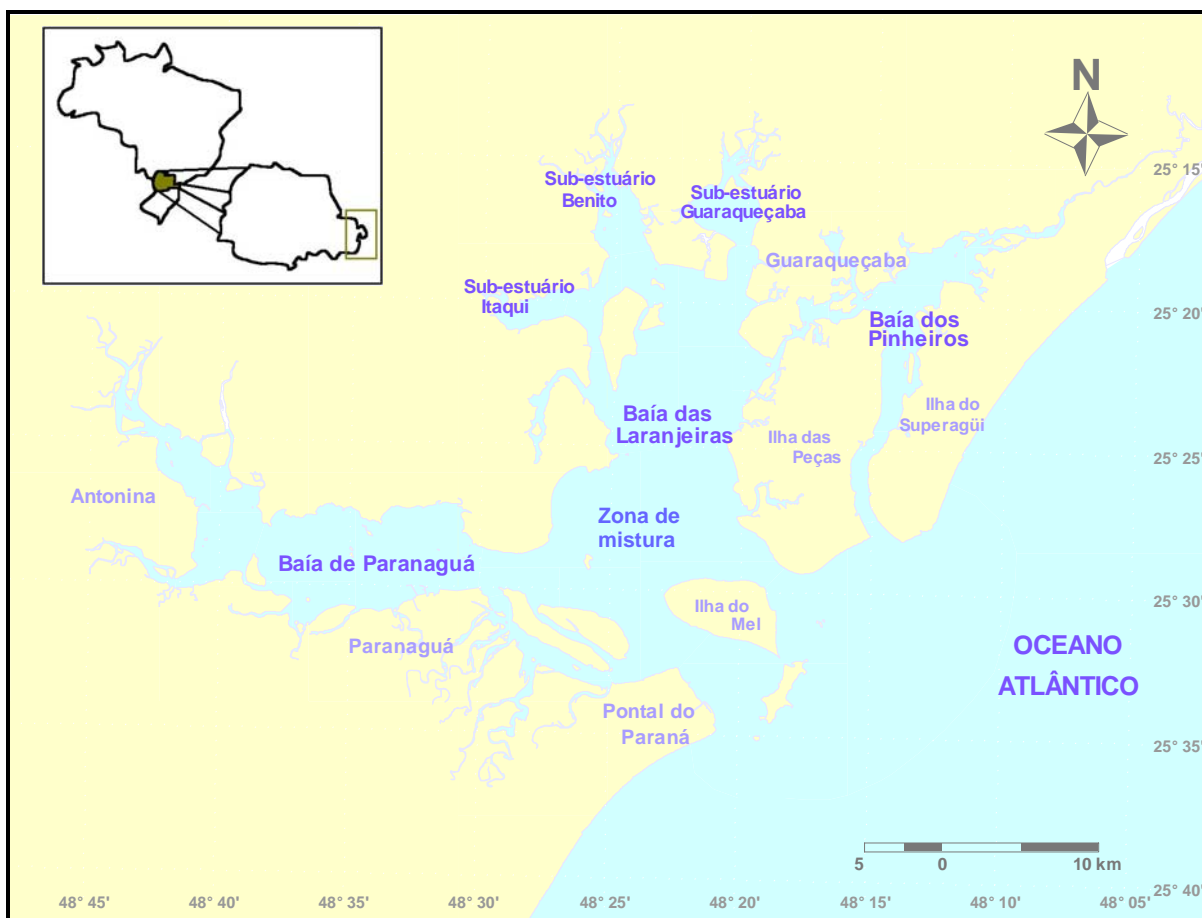 N
Sub-estuário
Benito
Sub-estuário
Guaraqueçaba
25° 15'
Guaraqueçaba
Sub-estuário
Itaqui
25° 20'
Baía dos
Pinheiros
Baía das
Laranjeiras
Ilha do
Superagüi
Ilha das
Peças
25° 25'
Antonina
Zona de
mistura
Baía de Paranaguá
25° 30'
Ilha do
Mel
Paranaguá
OCEANO
ATLÂNTICO
Pontal do
Paraná
25° 35'
5 0 10 km
25° 40'
48° 45' 48° 40' 48° 35' 48° 30' 48° 25' 48° 20' 48° 15' 48° 10' 48° 05'